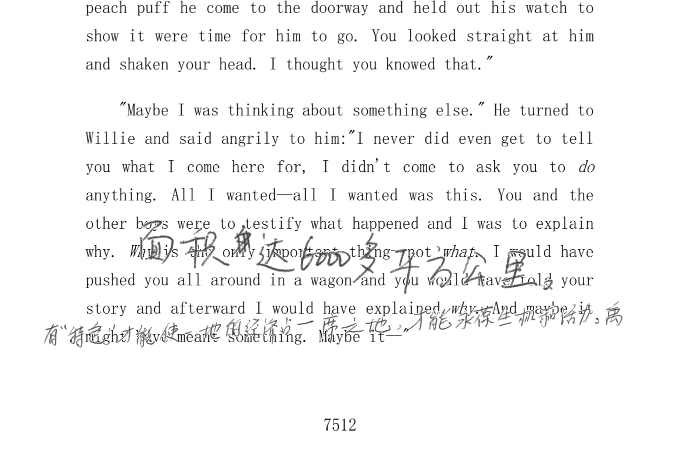 peach puff he come to the doorway and held out his watch to
show it were time for him to go. You looked straight at him
and shaken your head. I thought you knowed that."
"Maybe I was thinking about something else." He turned to
Willie and said angrily to him:"I never did even get to tell
you what I come here for, I didn't come to ask you to do
anything. All I wanted—all I wanted was this. You and the
other boys were to testify what happened and I was to explain
why. Why is the only important thing—not what. I would have
面积 达6000多平方公里。
pushed you all around in a wagon and you would have told your
story and afterward I would have explained why. And maybe it
有"特色"才能使一地的经济占一席之地,才能永葆生机和活力。禹
might have meant something. Maybe it—"
7512